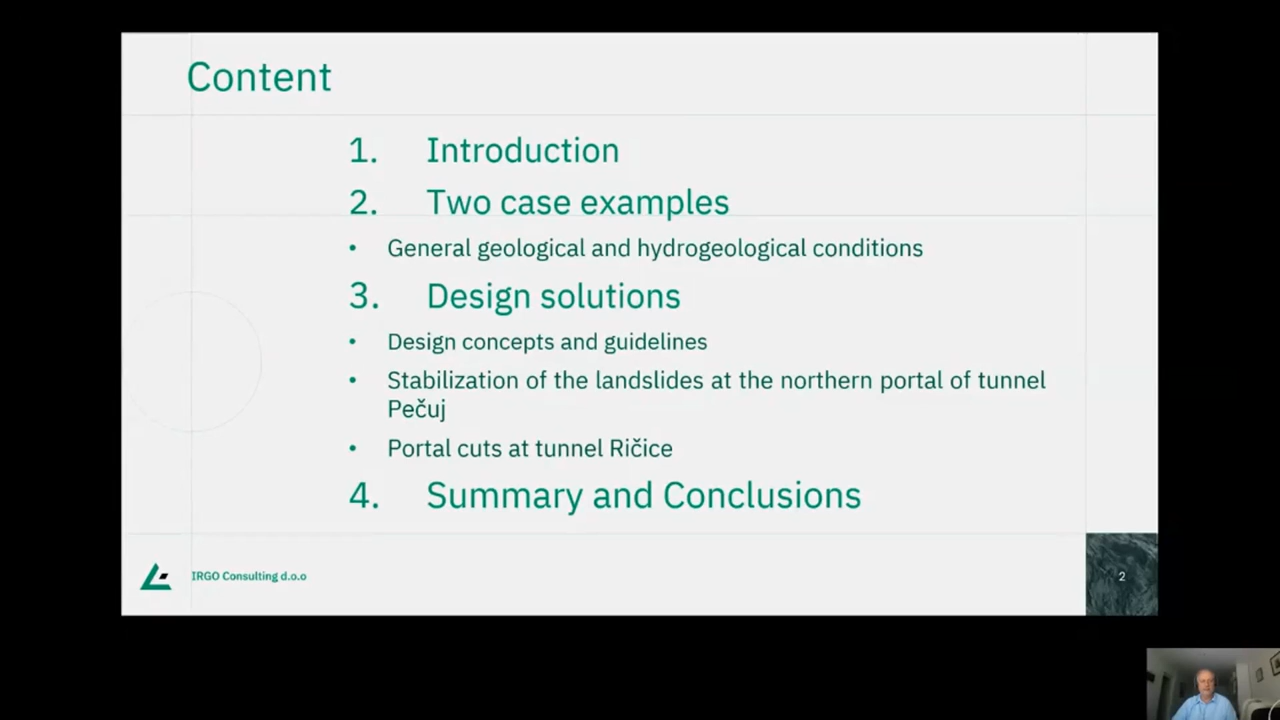 Content
1. Introduction
2. Two case examples
• General geological and hydrogeological conditions
3. Design solutions
• Design concepts and guidelines
• Stabilization of the landslides at the northern portal of tunnel
Pečuj
• Portal cuts at tunnel Ričice
4. Summary and Conclusions
IRGO Consulting d.o.o
2